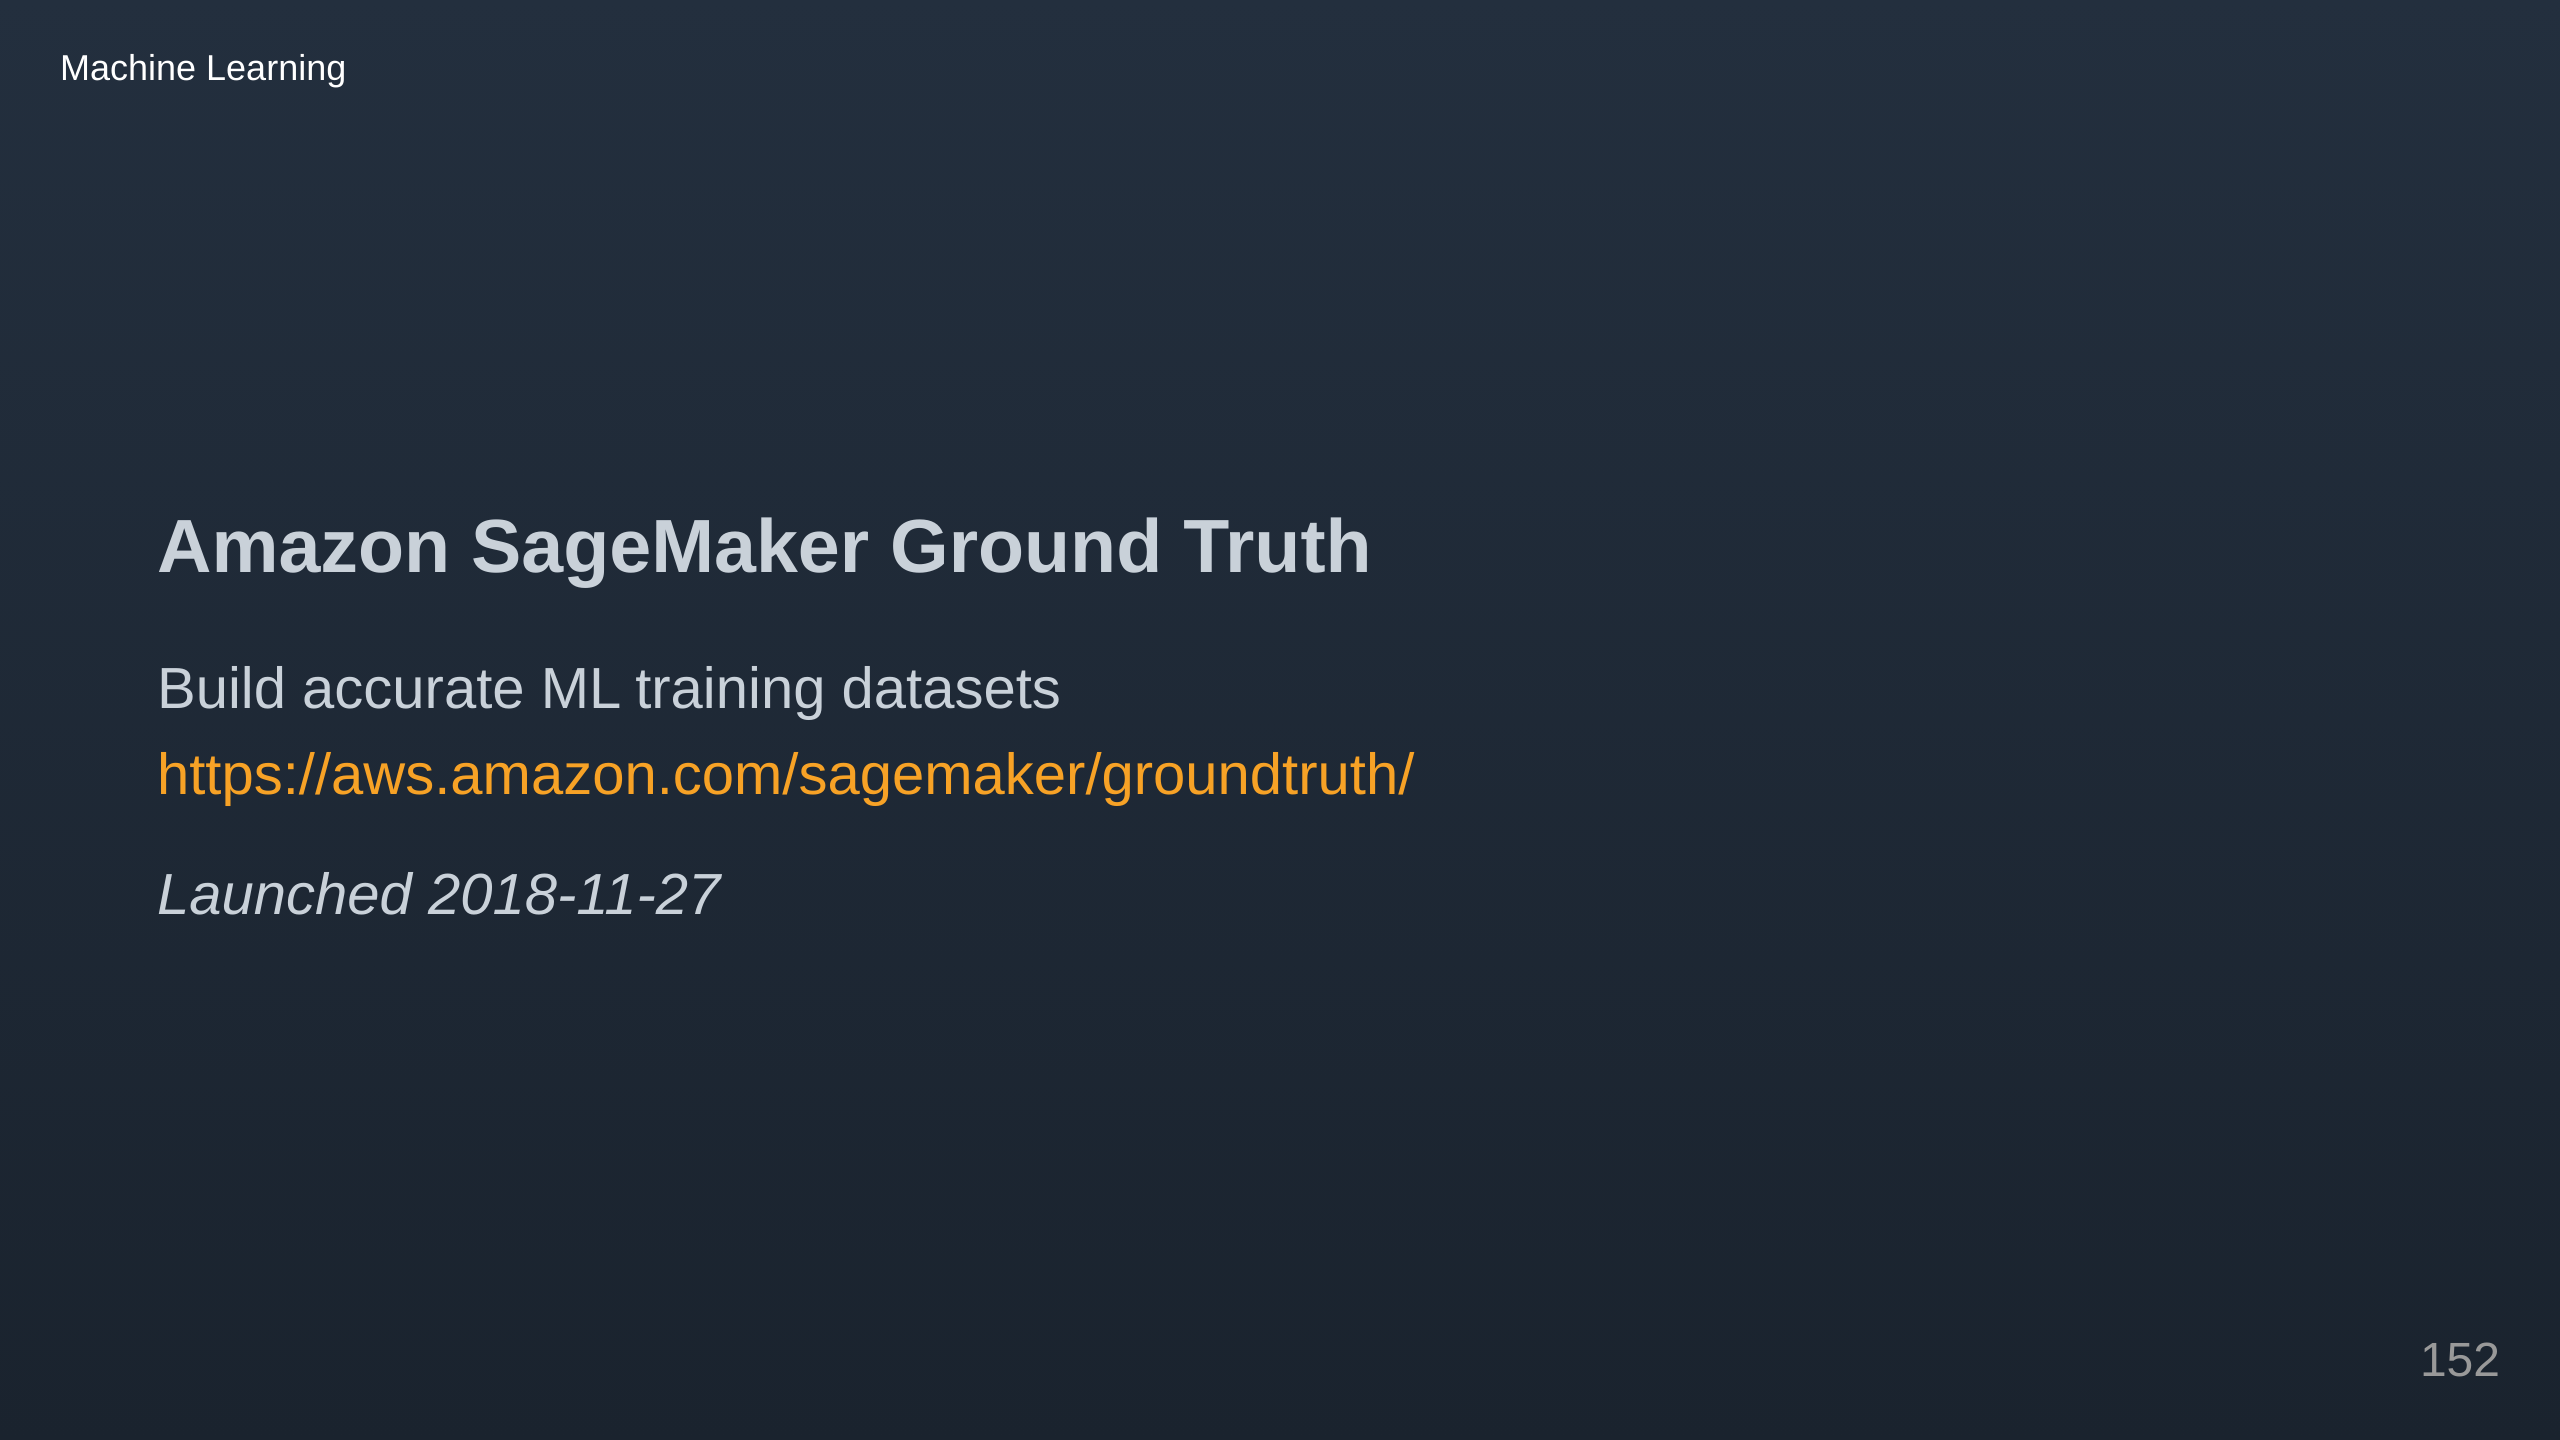 Machine Learning
Amazon SageMaker Ground Truth
Build accurate ML training datasets
https://aws.amazon.com/sagemaker/groundtruth/
Launched 2018-11-27
152